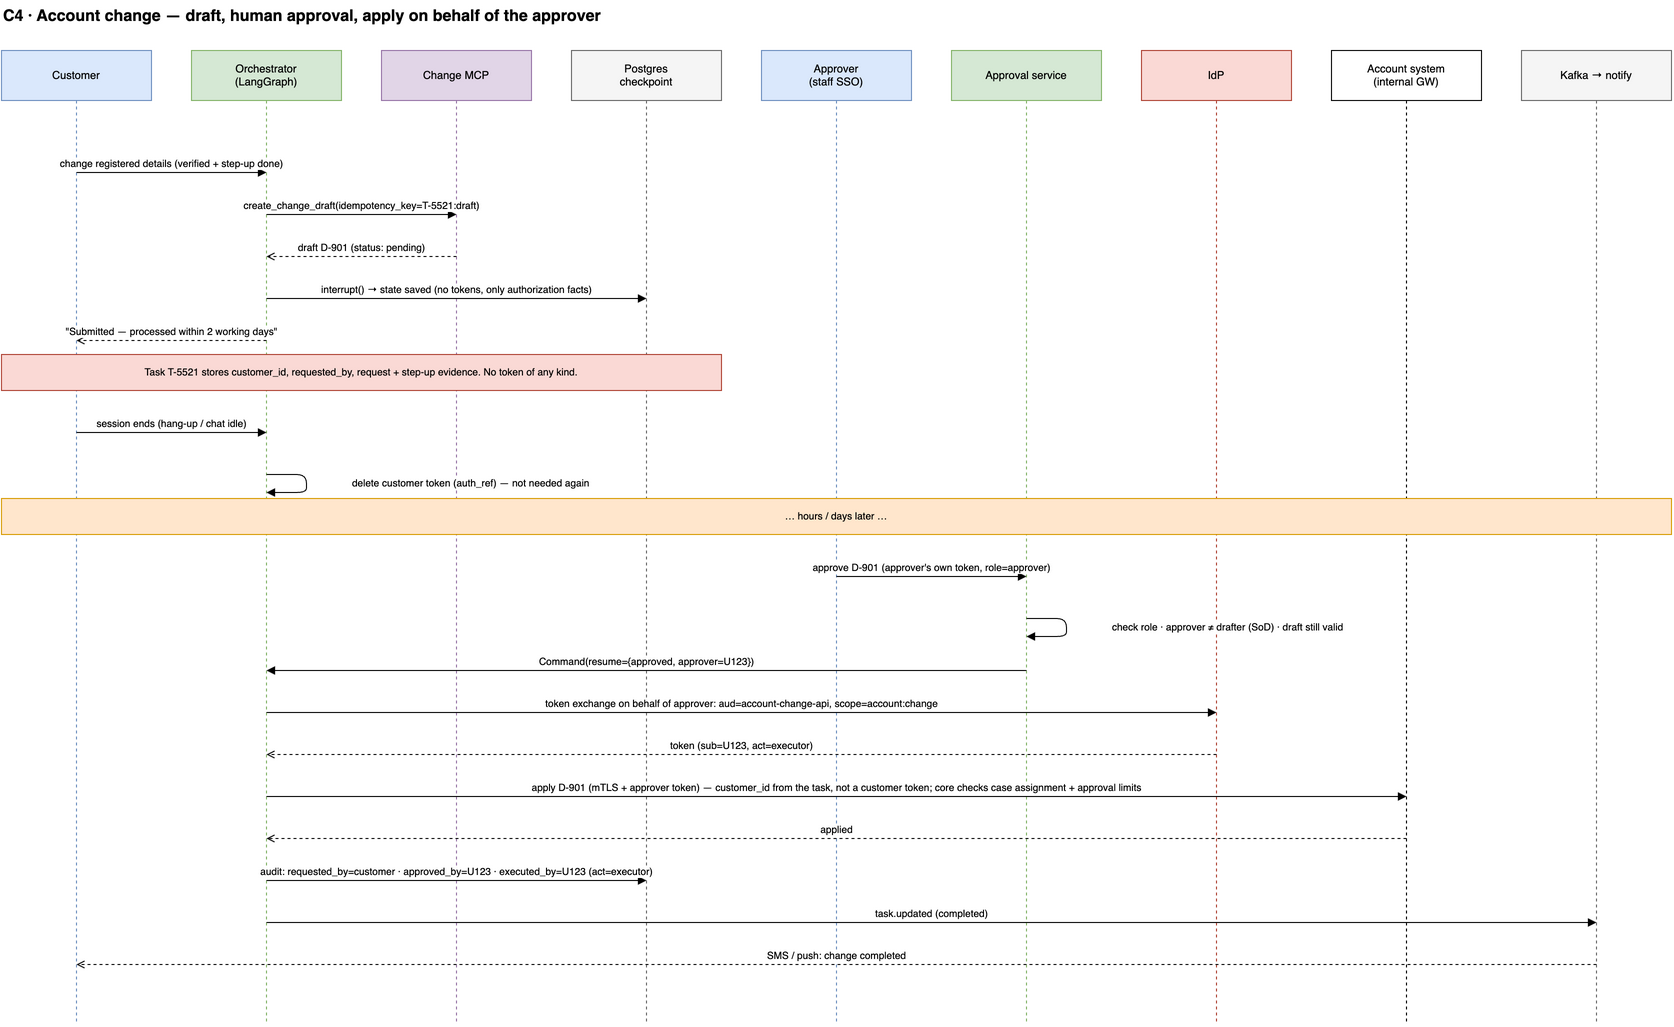 C4 · Account change — draft, human approval, apply on behalf of the approver
Customer
Orchestrator
(LangGraph)
Change MCP
Postgres
checkpoint
Approver
(staff SSO)
Approval service
IdP
Account system
(internal GW)
Kafka → notify
change registered details (verified + step-up done)
create_change_draft(idempotency_key=T-5521:draft)
draft D-901 (status: pending)
interrupt() → state saved (no tokens, only authorization facts)
"Submitted — processed within 2 working days"
Task T-5521 stores customer_id, requested_by, request + step-up evidence. No token of any kind.
session ends (hang-up / chat idle)
delete customer token (auth_ref) — not needed again
… hours / days later …
approve D-901 (approver's own token, role=approver)
check role · approver ≠ drafter (SoD) · draft still valid
Command(resume={approved, approver=U123})
token exchange on behalf of approver: aud=account-change-api, scope=account:change
token (sub=U123, act=executor)
apply D-901 (mTLS + approver token) — customer_id from the task, not a customer token; core checks case assignment + approval limits
applied
audit: requested_by=customer · approved_by=U123 · executed_by=U123 (act=executor)
task.updated (completed)
SMS / push: change completed